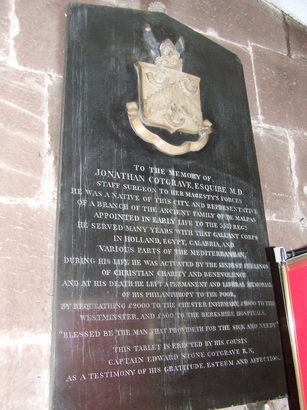 TO THE MEMORY OF
JONATHAN COTGRAVE, ESQUIRE M.D.
STAFF SURGEON TO HER MAJESTY'S FORCES
HE WAS A NATIVE OF THIS CITY, AND REPRESENTATIVE
OF A BRANCH OF THE ANCIENT FAMILY OF DE MALPAS
APPOINTED IN EARLY LIFE TO THE REGT
HE SERVED MANY YEARS WITH THAT GALLANT CORPS
IN HOLLAND, EGYPT, CALABRIA, AND
VARIOUS PARTS OF THE MEDITERRANEAN.
DURING HIS LIFE HE WAS ACTUATED BY THE KINDEST FEELINGS
OF CHRISTIAN CHARITY AND BENEVOLENCE
AND AT HIS DEATH HE LEFT A PERMANENT AND LIBERAL MEMORIAL
OF HIS PHILANTHROPY TO THE POOR,
BY BEQUEATHING £2000 TO THE CHESTER INFIRMARY, TO THE
WESTMINSTER, AND TO THE BERKSHIRE HOSPITALS.
"BLESSED BE THE MAN THAT PROVIDETH FOR THE SICK AND NEEDY"
THIS TABLET IS ERECTED BY HIS COUSIN
CAPTAIN EDWARD STONE COTGRAVE R.N.
AS A TESTIMONY OF HIS GRATITUDE, ESTEEM AND AFFECTION.